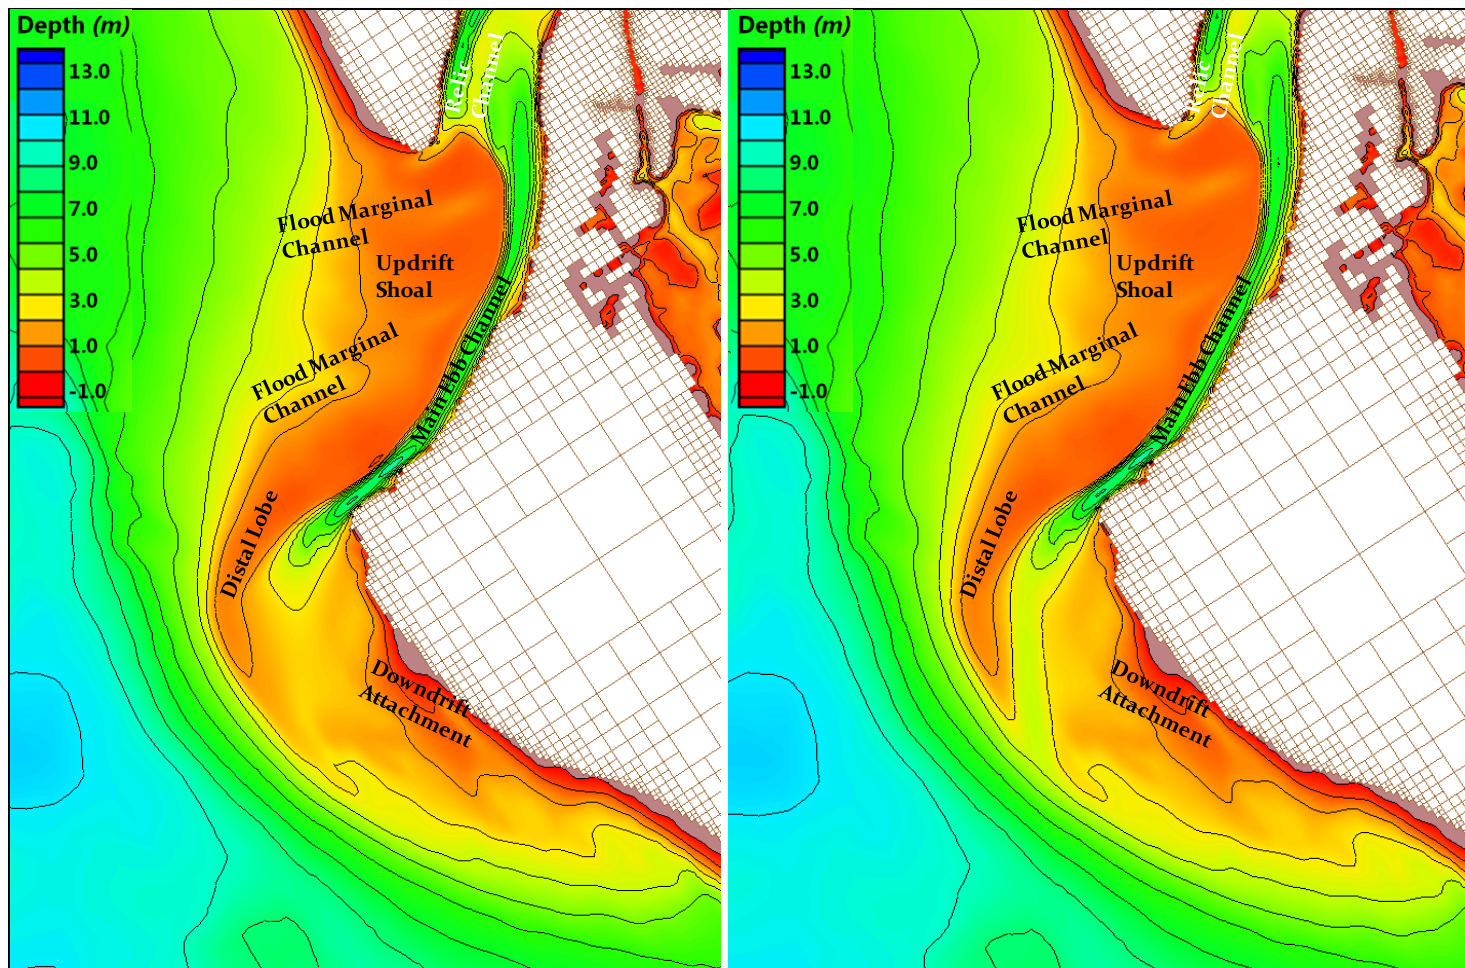 Depth (m)
13.0
11.0
9.0
7.0
5.0
3.0
1.0
-1.0
Relic
Channel
Flood Marginal
Channel
Updrift
Shoal
Flood Marginal
Channel
Main Ebb Channel
Distal Lobe
Downdrift
Attachment
Depth (m)
13.0
11.0
9.0
7.0
5.0
3.0
1.0
-1.0
Relic
Channel
Flood Marginal
Channel
Updrift
Shoal
Flood Marginal
Channel
Main Ebb Channel
Distal Lobe
Downdrift
Attachment